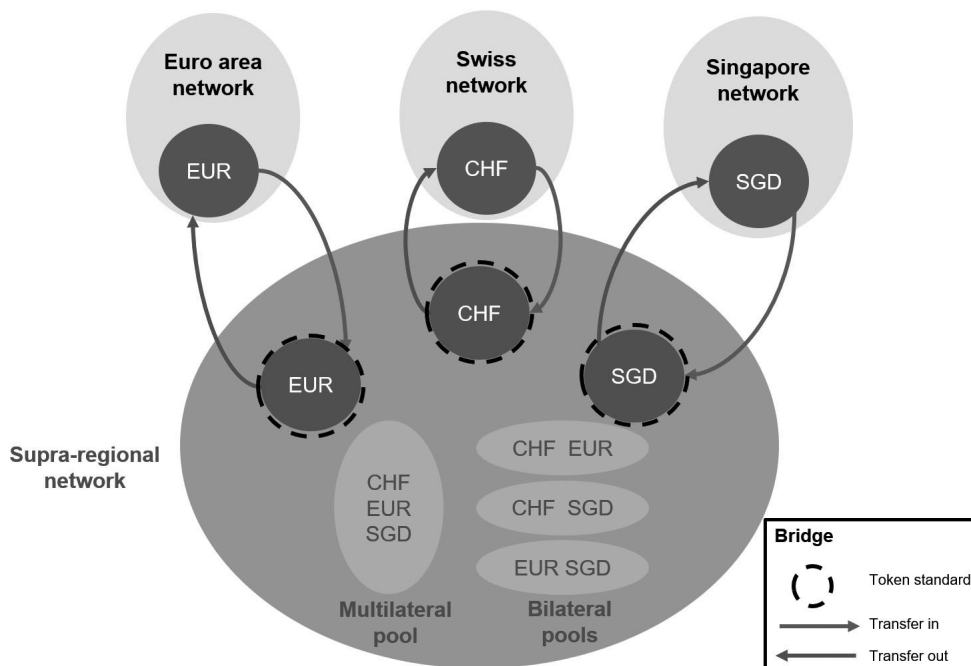 Euro area
network
Swiss
network
Singapore
network
EUR
CHF
SGD
CHF
EUR
SGD
Supra-regional
network
CHF
EUR
SGD
CHF EUR
CHF SGD
EUR SGD
Multilateral
pool
Bilateral
pools
Bridge
Token standard
Transfer in
Transfer out